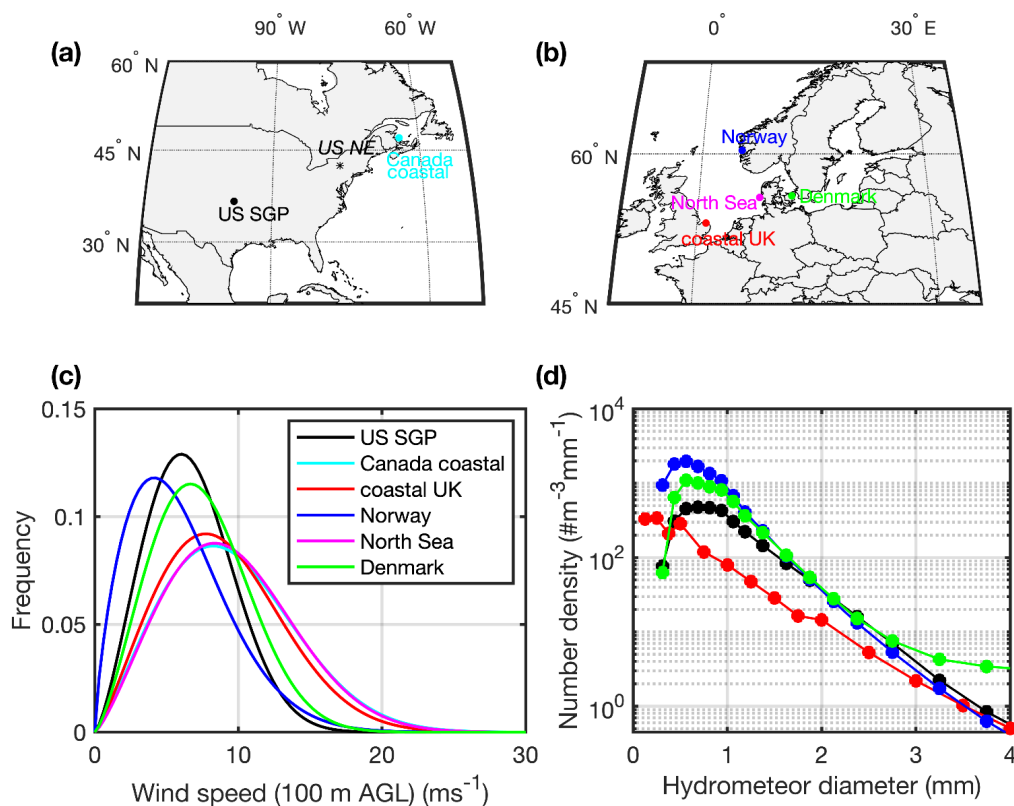 (a)
90° W
60° W
60° N
45° N
30° N
US NE
Canada
coastal
US SGP
(b)
0°
30° E
60° N
45° N
Norway
North Sea
Denmark
coastal UK
(c)
0.15
0.1
0.05
0
Frequency
US SGP
Canada coastal
coastal UK
Norway
North Sea
Denmark
0
10
20
30
Wind speed (100 m AGL) (ms⁻¹)
(d)
10⁴
10²
10⁰
Number density (#m⁻³mm⁻¹)
0
1
2
3
4
Hydrometeor diameter (mm)